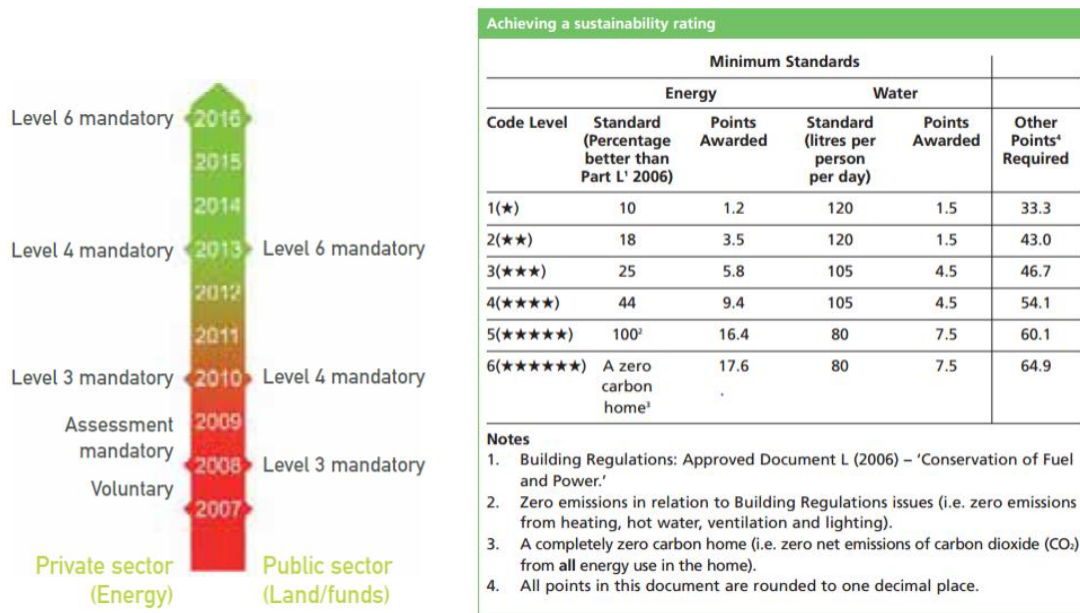 Level 6 mandatory
2016
2015
2014
Level 4 mandatory
2013
Level 6 mandatory
2012
2011
Level 3 mandatory
2010
Level 4 mandatory
Assessment
mandatory
2009
2008
Level 3 mandatory
Voluntary
2007
Private sector
(Energy)
Public sector
(Land/funds)
Achieving a sustainability rating
Minimum Standards
Energy Water
Code Level Standard Points Standard Points Other
(Percentage Awarded (litres per Awarded Points⁴
better than person Required
Part L¹ 2006) per day)
1(★) 10 1.2 120 1.5 33.3
2(★★) 18 3.5 120 1.5 43.0
3(★★★) 25 5.8 105 4.5 46.7
4(★★★★) 44 9.4 105 4.5 54.1
5(★★★★★) 100² 16.4 80 7.5 60.1
6(★★★★★★) A zero 17.6 80 7.5 64.9
carbon
home³
Notes
1. Building Regulations: Approved Document L (2006) – ‘Conservation of Fuel
and Power.’
2. Zero emissions in relation to Building Regulations issues (i.e. zero emissions
from heating, hot water, ventilation and lighting).
3. A completely zero carbon home (i.e. zero net emissions of carbon dioxide (CO₂)
from all energy use in the home).
4. All points in this document are rounded to one decimal place.